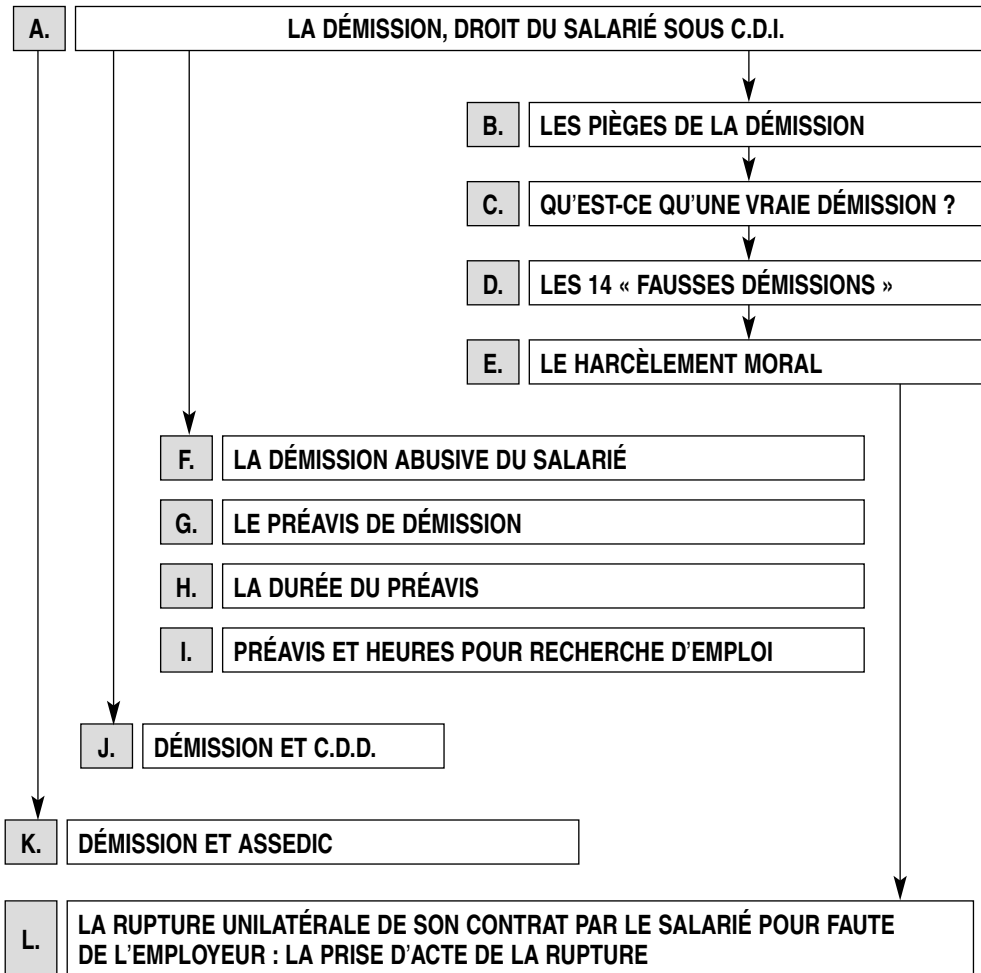 A. LA DÉMISSION, DROIT DU SALARIÉ SOUS C.D.I.
B. LES PIÈGES DE LA DÉMISSION
C. QU'EST-CE QU'UNE VRAIE DÉMISSION ?
D. LES 14 « FAUSSES DÉMISSIONS »
E. LE HARCÈLEMENT MORAL
F. LA DÉMISSION ABUSIVE DU SALARIÉ
G. LE PRÉAVIS DE DÉMISSION
H. LA DURÉE DU PRÉAVIS
I. PRÉAVIS ET HEURES POUR RECHERCHE D'EMPLOI
J. DÉMISSION ET C.D.D.
K. DÉMISSION ET ASSEDIC
L. LA RUPTURE UNILATÉRALE DE SON CONTRAT PAR LE SALARIÉ POUR FAUTE
DE L'EMPLOYEUR : LA PRISE D'ACTE DE LA RUPTURE